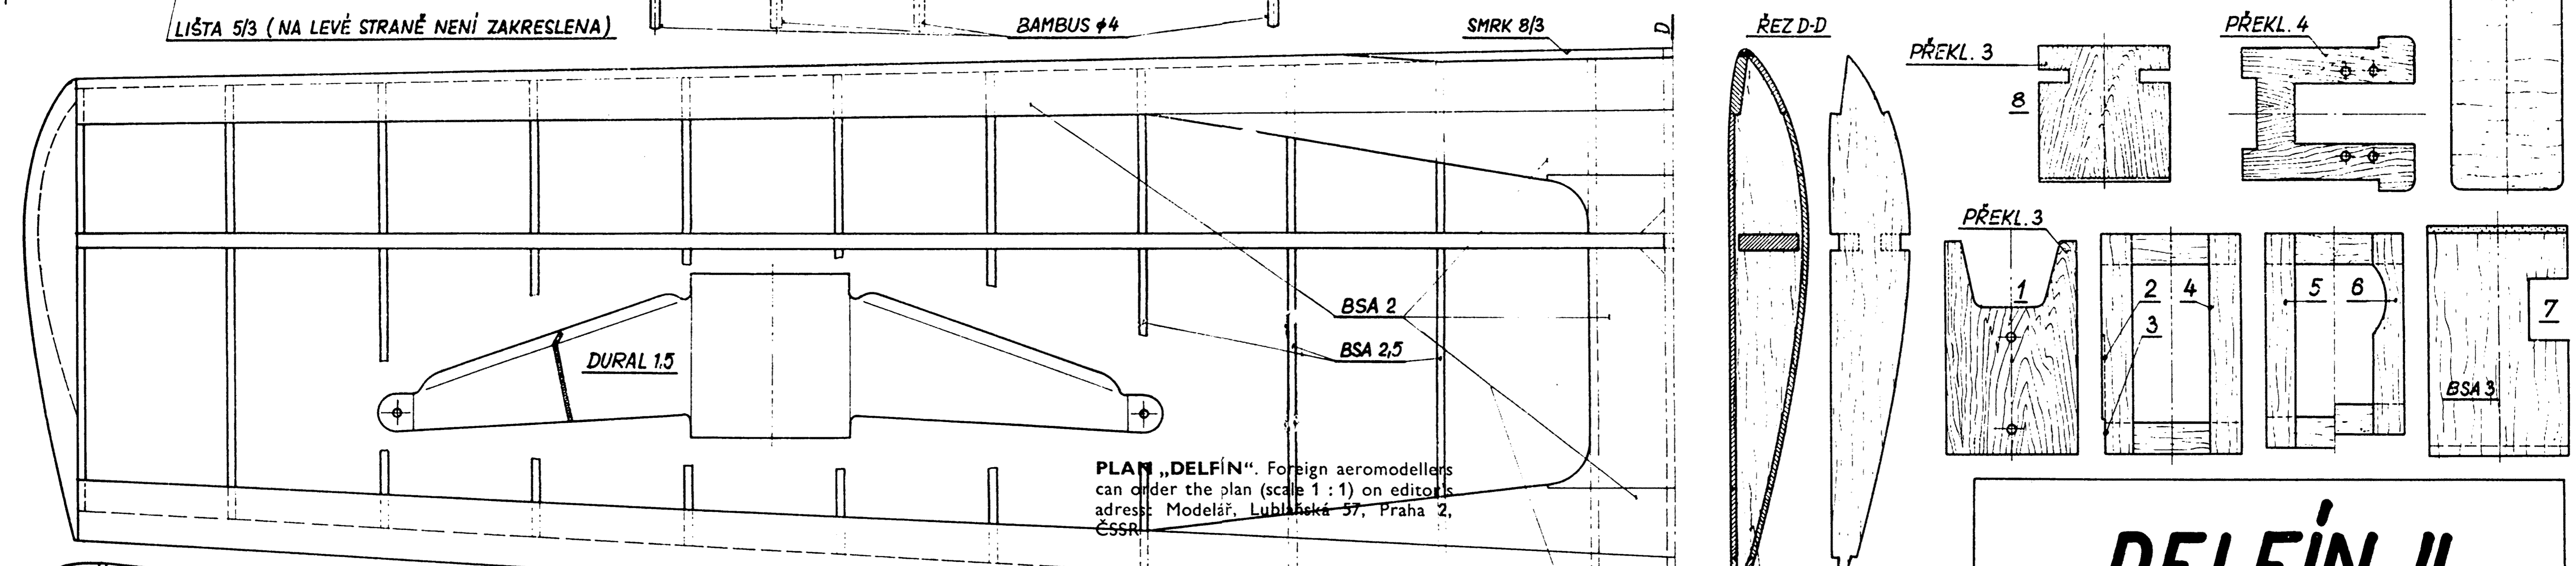 LIŠTA 5/3 (NA LEVÉ STRANĚ NENÍ ZAKRESLENA)
BAMBUS ϕ4
SMRK 8/3
D
ŘEZ D-D
PŘEKL. 3
PŘEKL. 4
8
PŘEKL. 3
1
2 4
3
5 6
7
BSA 2
BSA 2,5
DURAL 1.5
BSA 3
PLAN „DELFÍN“. Foreign aeromodellers
can order the plan (scale 1 : 1) on editor's
adress: Modelář, Lublaňská 57, Praha 2,
ČSSR
DELFÍN II